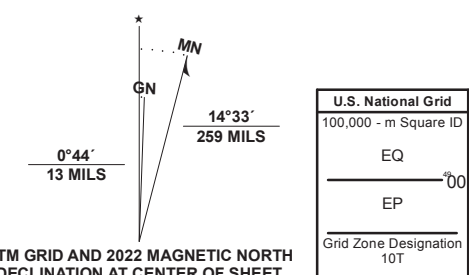 ★
MN
GN
0°44´
13 MILS
14°33´
259 MILS
TM GRID AND 2022 MAGNETIC NORTH
DECLINATION AT CENTER OF SHEET
U.S. National Grid
100,000 - m Square ID
EQ
4900
EP
Grid Zone Designation
10T